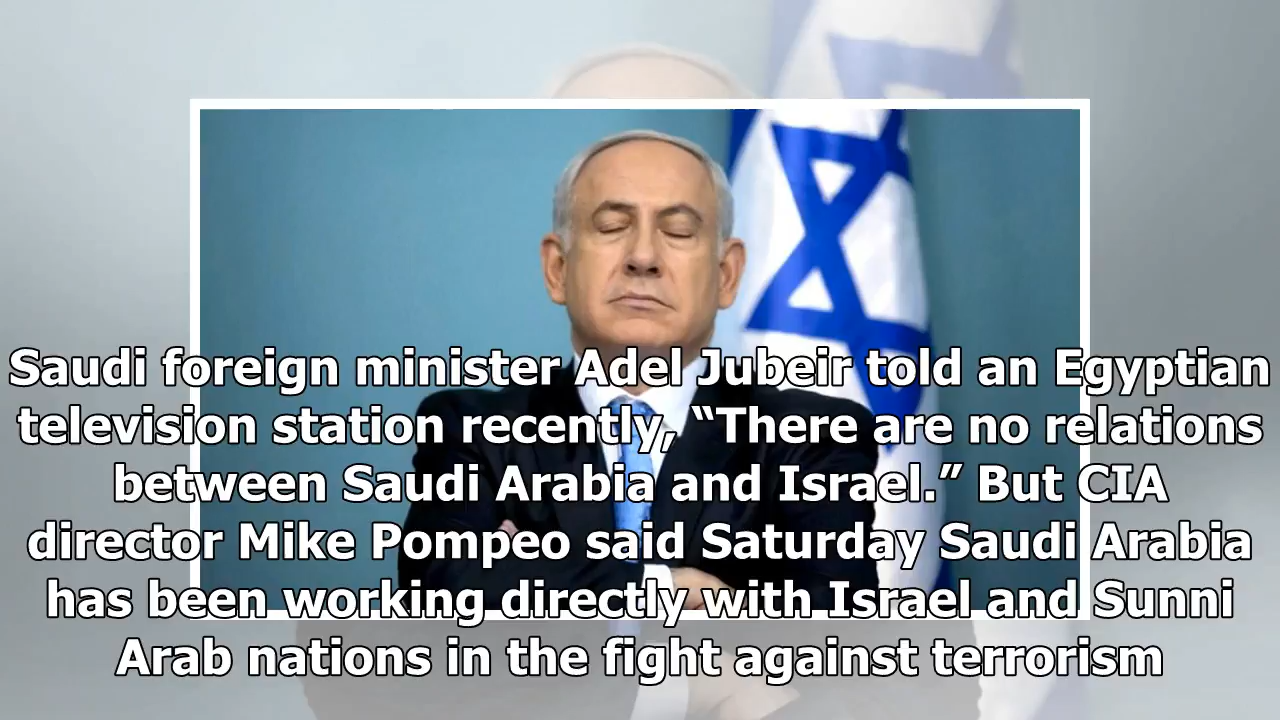 Saudi foreign minister Adel Jubeir told an Egyptian
television station recently, “There are no relations
between Saudi Arabia and Israel.” But CIA
director Mike Pompeo said Saturday Saudi Arabia
has been working directly with Israel and Sunni
Arab nations in the fight against terrorism